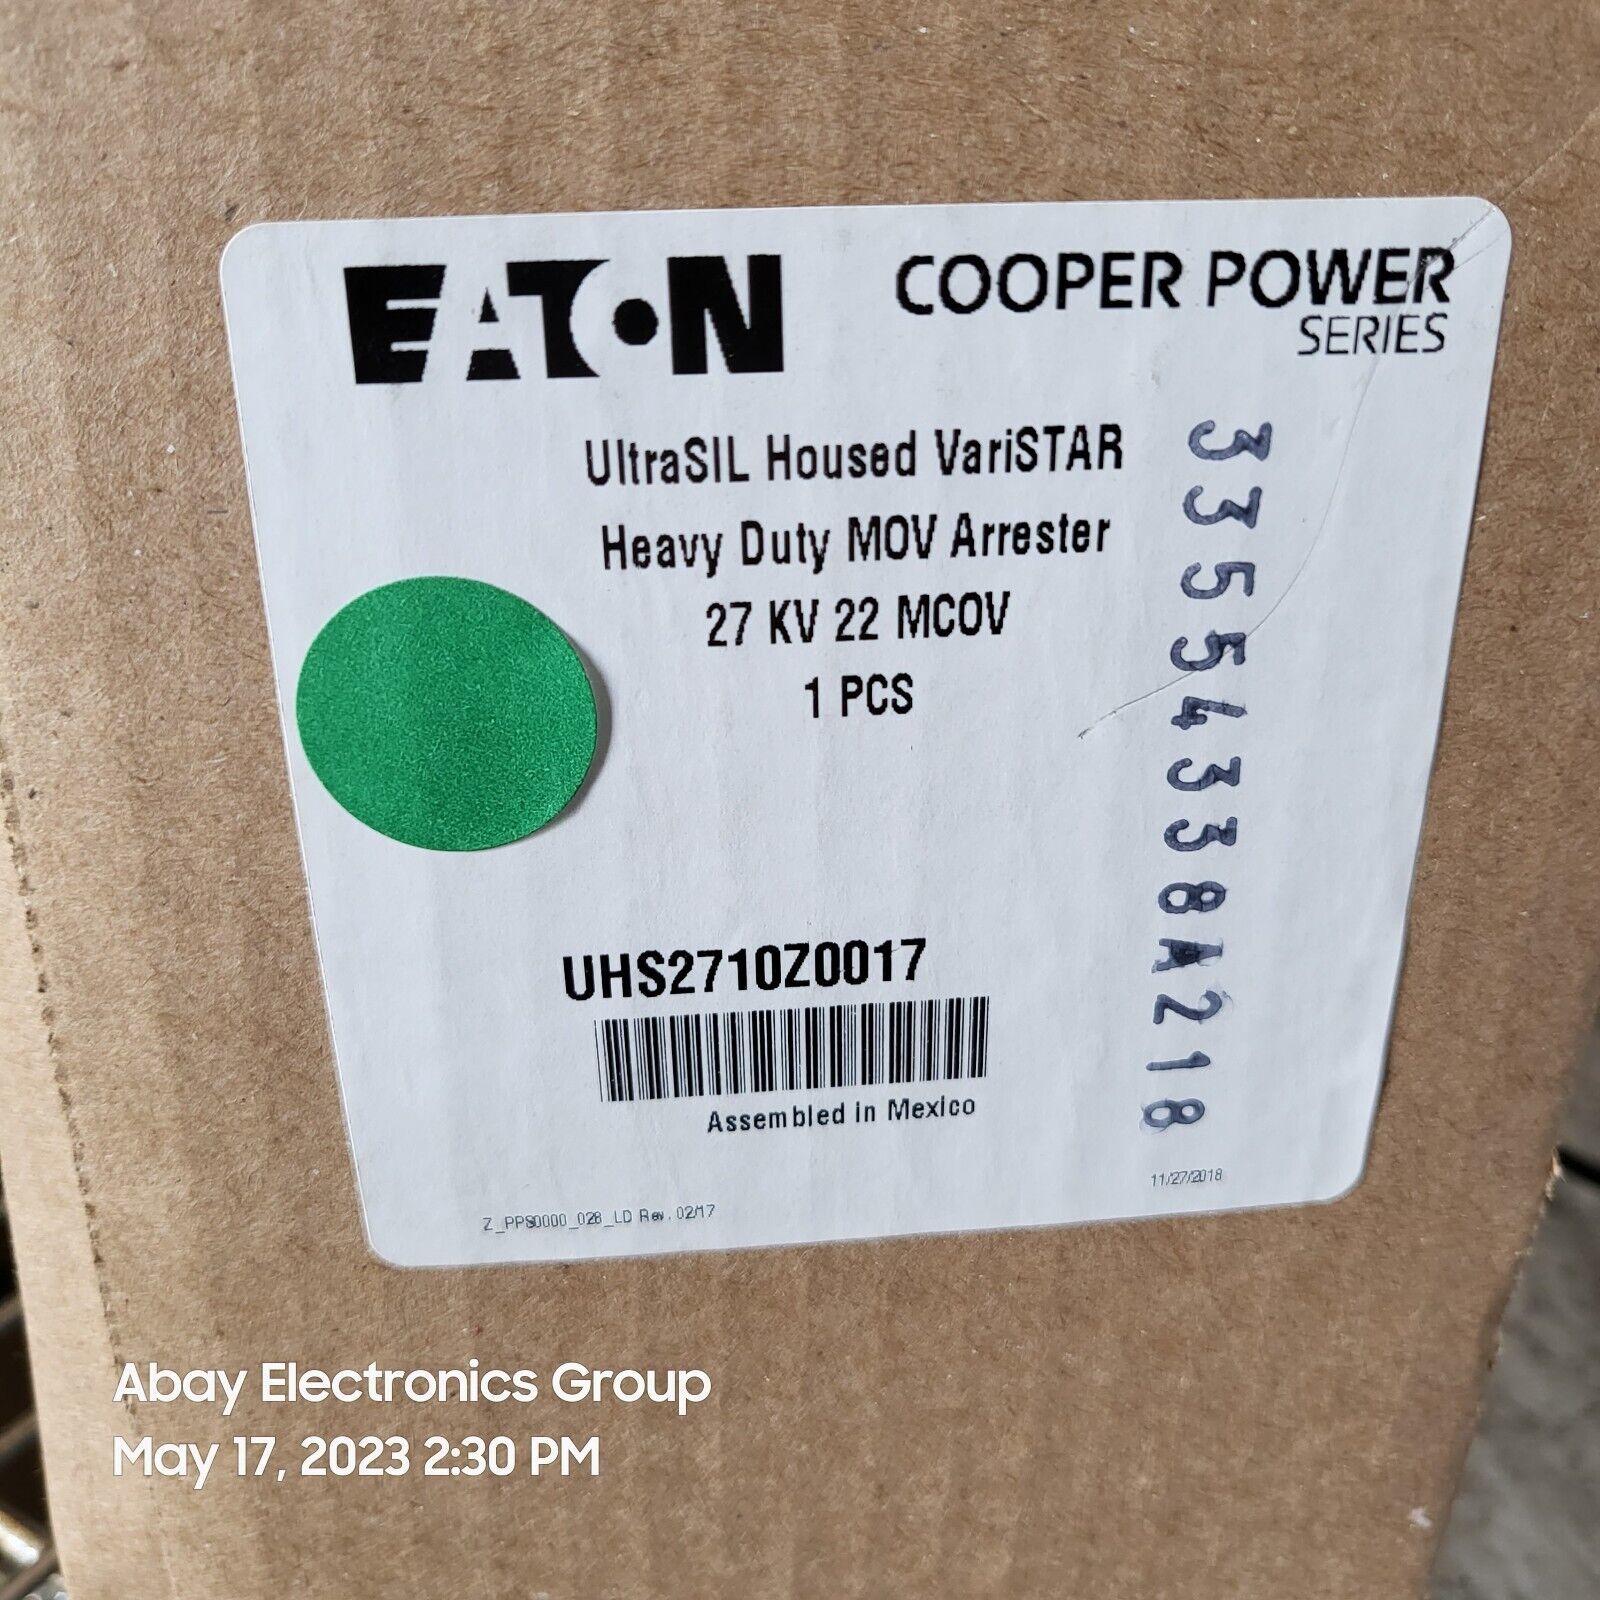 EATON
COOPER POWER
SERIES
UltraSIL Housed VariSTAR
Heavy Duty MOV Arrester
27 KV 22 MCOV
1 PCS
33554338A218
UHS2710Z0017
Assembled in Mexico
11/27/2018
Z_PPS0000_028_LD Rev. 02/17
Abay Electronics Group
May 17, 2023 2:30 PM